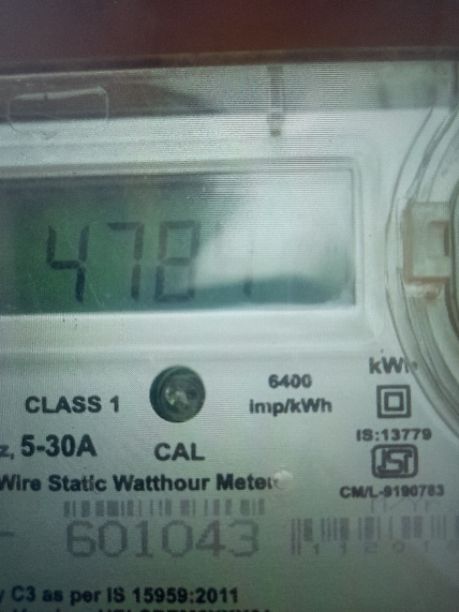 478
6400
kWh
CLASS 1
imp/kWh
IS:13779
z, 5-30A
CAL
ISI
Wire Static Watthour Meter
CM/L-9190783
601043
C3 as per IS 15959:2011